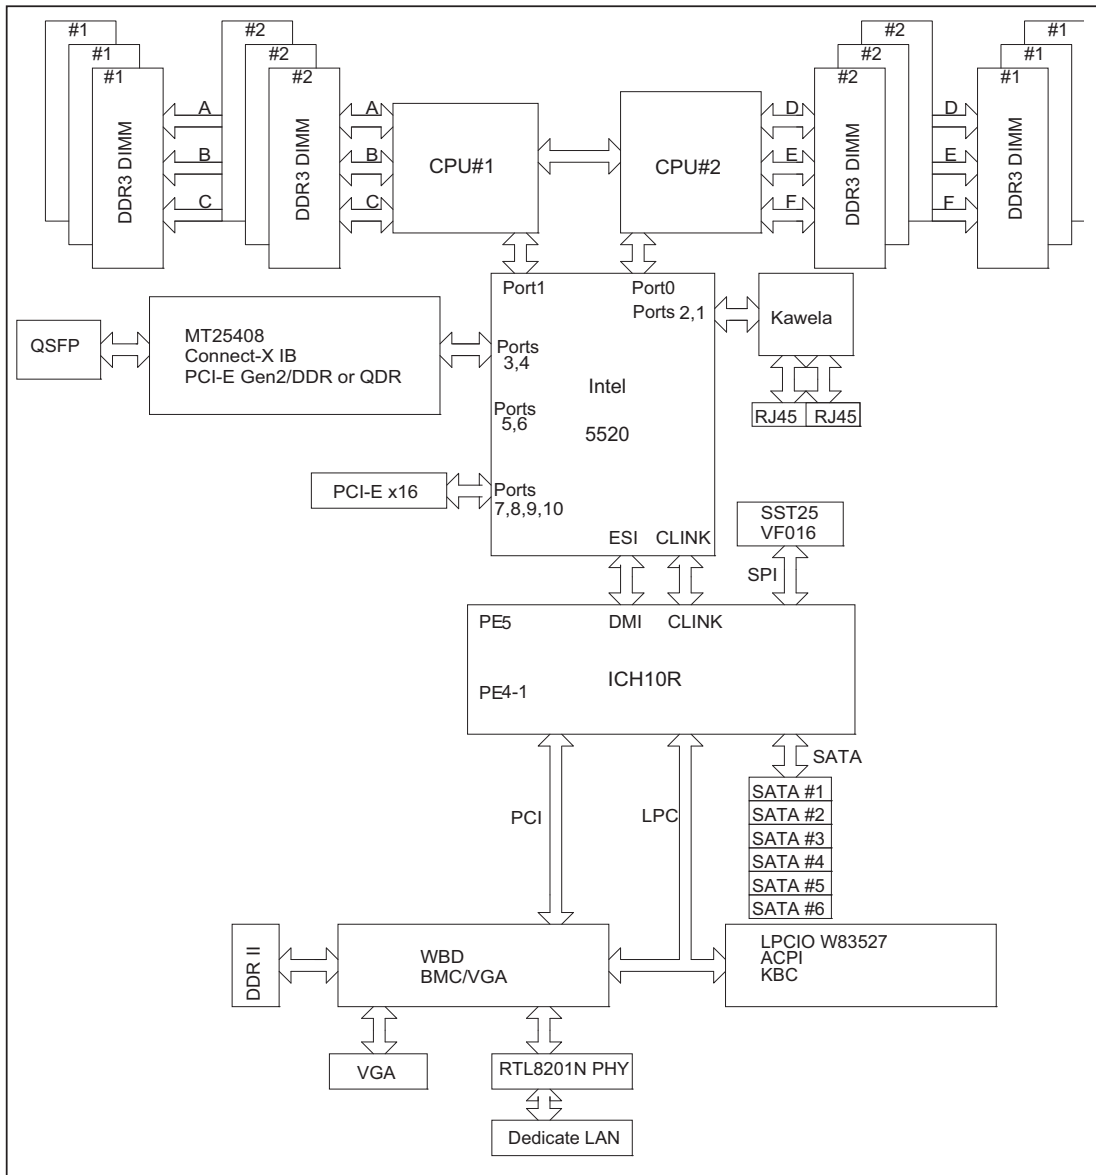 #1
#2
#2
#1
#1
#2
#2
#1
#1
#2
#2
#1
A
A
D
D
B
B
E
E
C
C
F
F
DDR3 DIMM
DDR3 DIMM
CPU#1
CPU#2
DDR3 DIMM
DDR3 DIMM
Port1
Port0
Ports 2,1
Kawela
QSFP
MT25408
Connect-X IB
PCI-E Gen2/DDR or QDR
Ports
3,4
Intel
5520
Ports
5,6
RJ45
RJ45
PCI-E x16
Ports
7,8,9,10
ESI
CLINK
SST25
VF016
SPI
PE5
DMI
CLINK
ICH10R
PE4-1
SATA
PCI
LPC
SATA #1
SATA #2
SATA #3
SATA #4
SATA #5
SATA #6
DDR II
WBD
BMC/VGA
LPCIO W83527
ACPI
KBC
VGA
RTL8201N PHY
Dedicate LAN